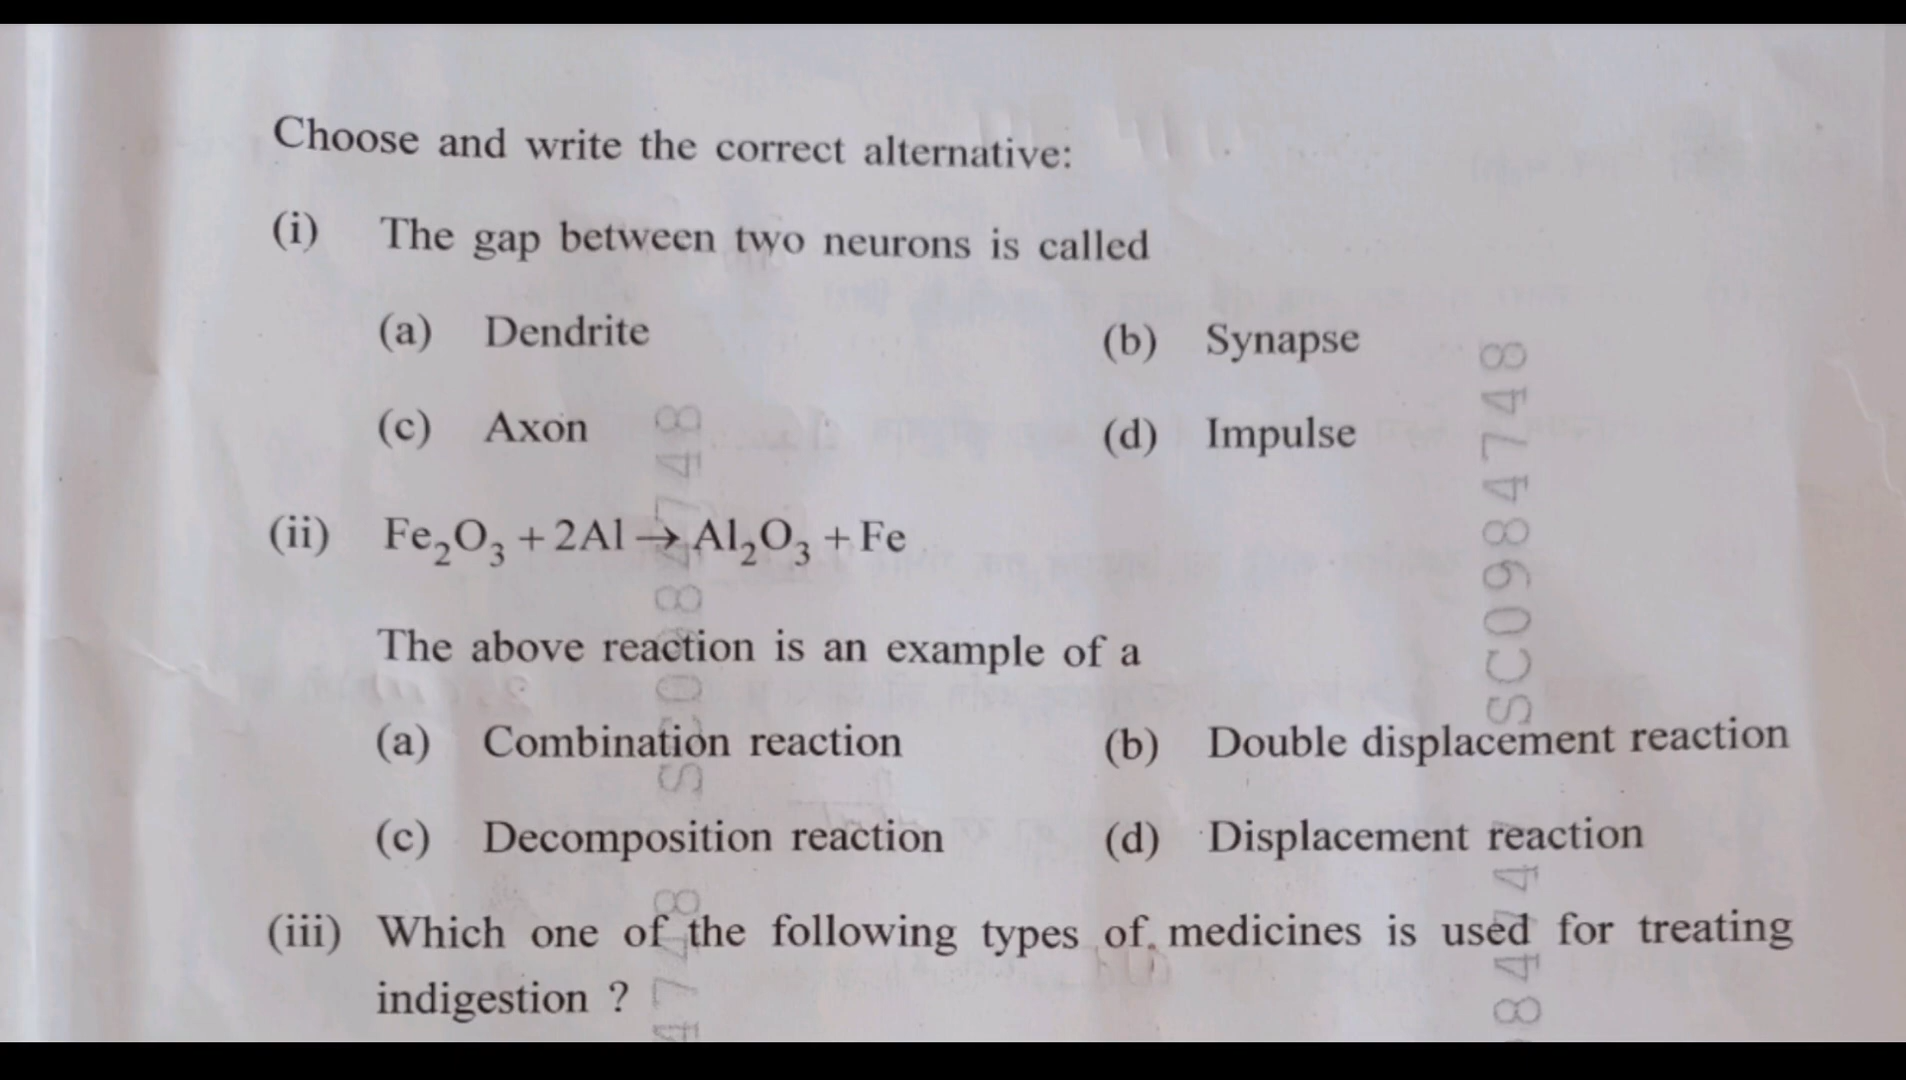 Choose and write the correct alternative:
(i) The gap between two neurons is called
(a) Dendrite (b) Synapse
(c) Axon (d) Impulse
(ii) Fe₂O₃ + 2Al → Al₂O₃ + Fe
The above reaction is an example of a
(a) Combination reaction (b) Double displacement reaction
(c) Decomposition reaction (d) Displacement reaction
(iii) Which one of the following types of medicines is used for treating
indigestion ?
SC0984748
SC0984748